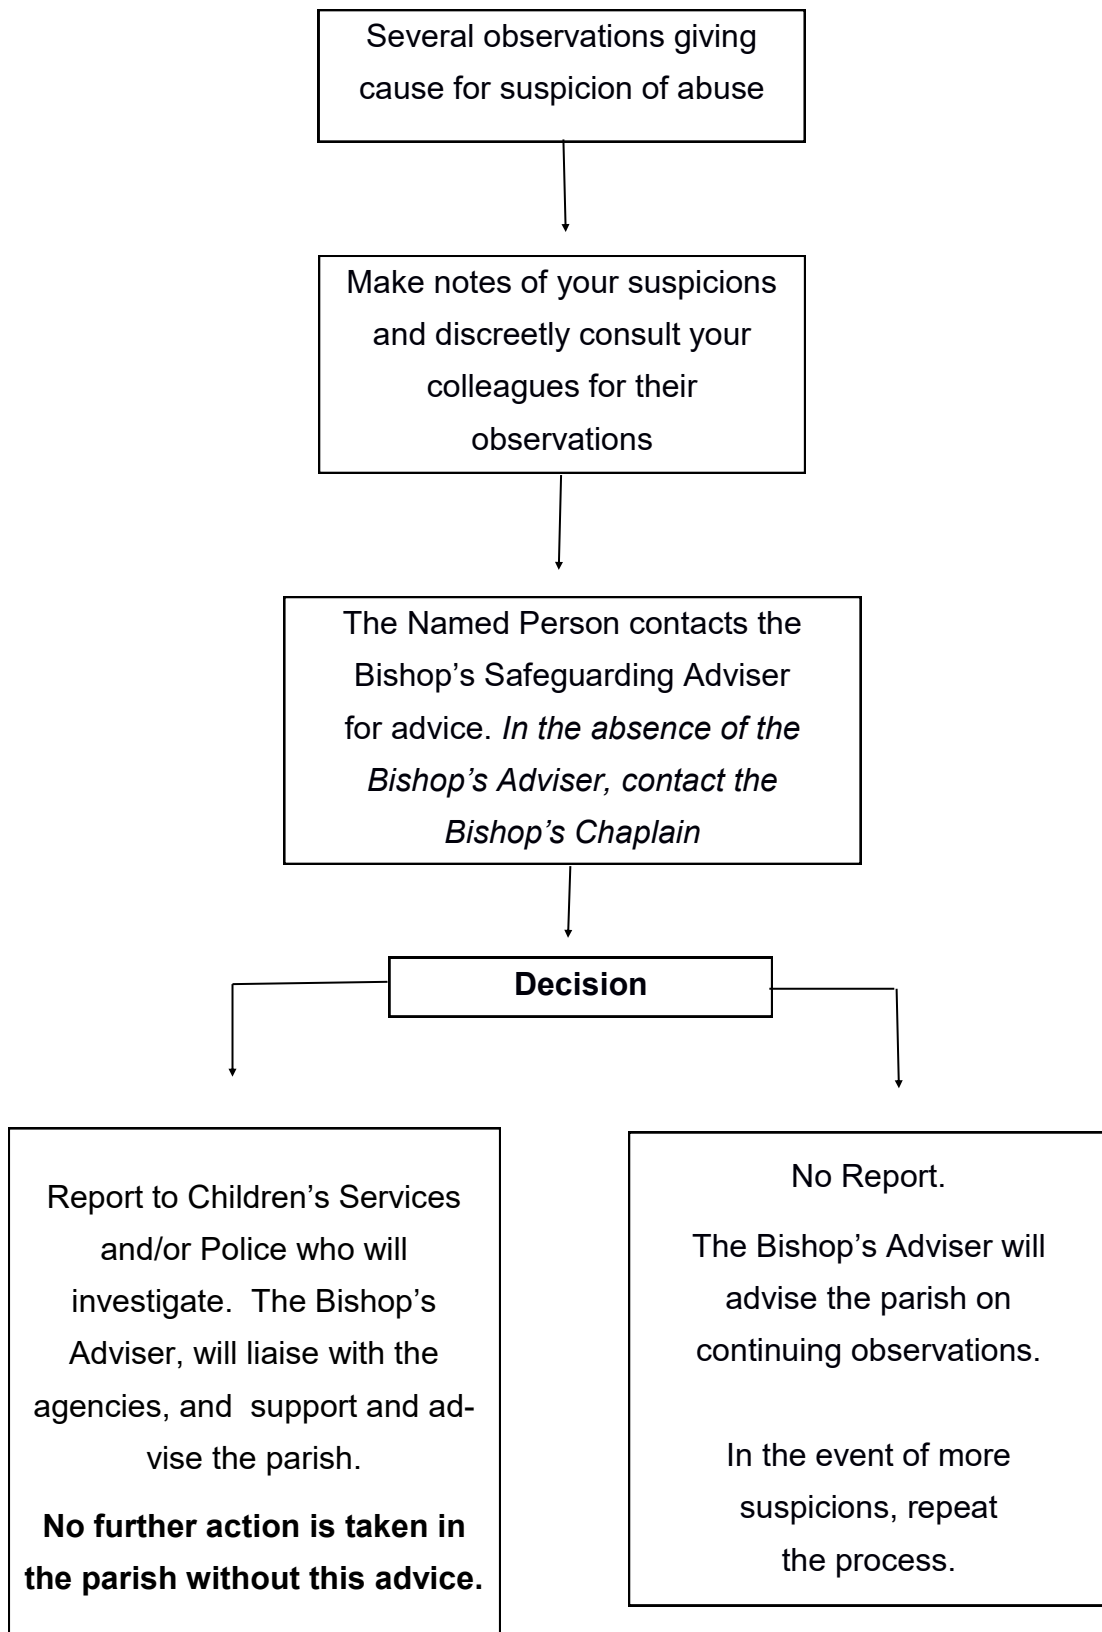 Several observations giving
cause for suspicion of abuse
Make notes of your suspicions
and discreetly consult your
colleagues for their
observations
The Named Person contacts the
Bishop’s Safeguarding Adviser
for advice. In the absence of the
Bishop’s Adviser, contact the
Bishop’s Chaplain
Decision
Report to Children’s Services
and/or Police who will
investigate.  The Bishop’s
Adviser, will liaise with the
agencies, and  support and ad-
vise the parish.
No further action is taken in
the parish without this advice.
No Report.
The Bishop’s Adviser will
advise the parish on
continuing observations.
In the event of more
suspicions, repeat
the process.